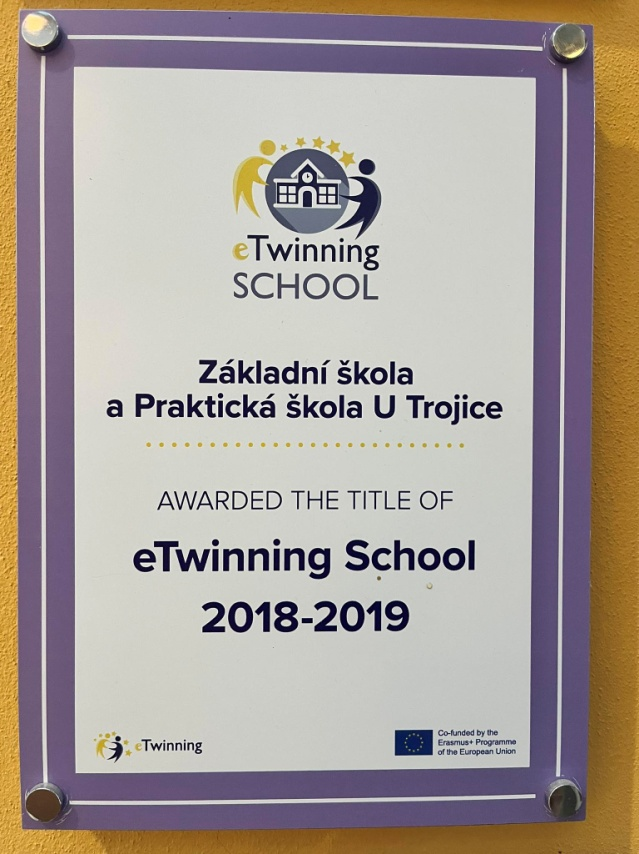 eTwinning
SCHOOL
Základní škola
a Praktická škola U Trojice
AWARDED THE TITLE OF
eTwinning School
2018-2019
eTwinning
Co-funded by the
Erasmus+ Programme
of the European Union